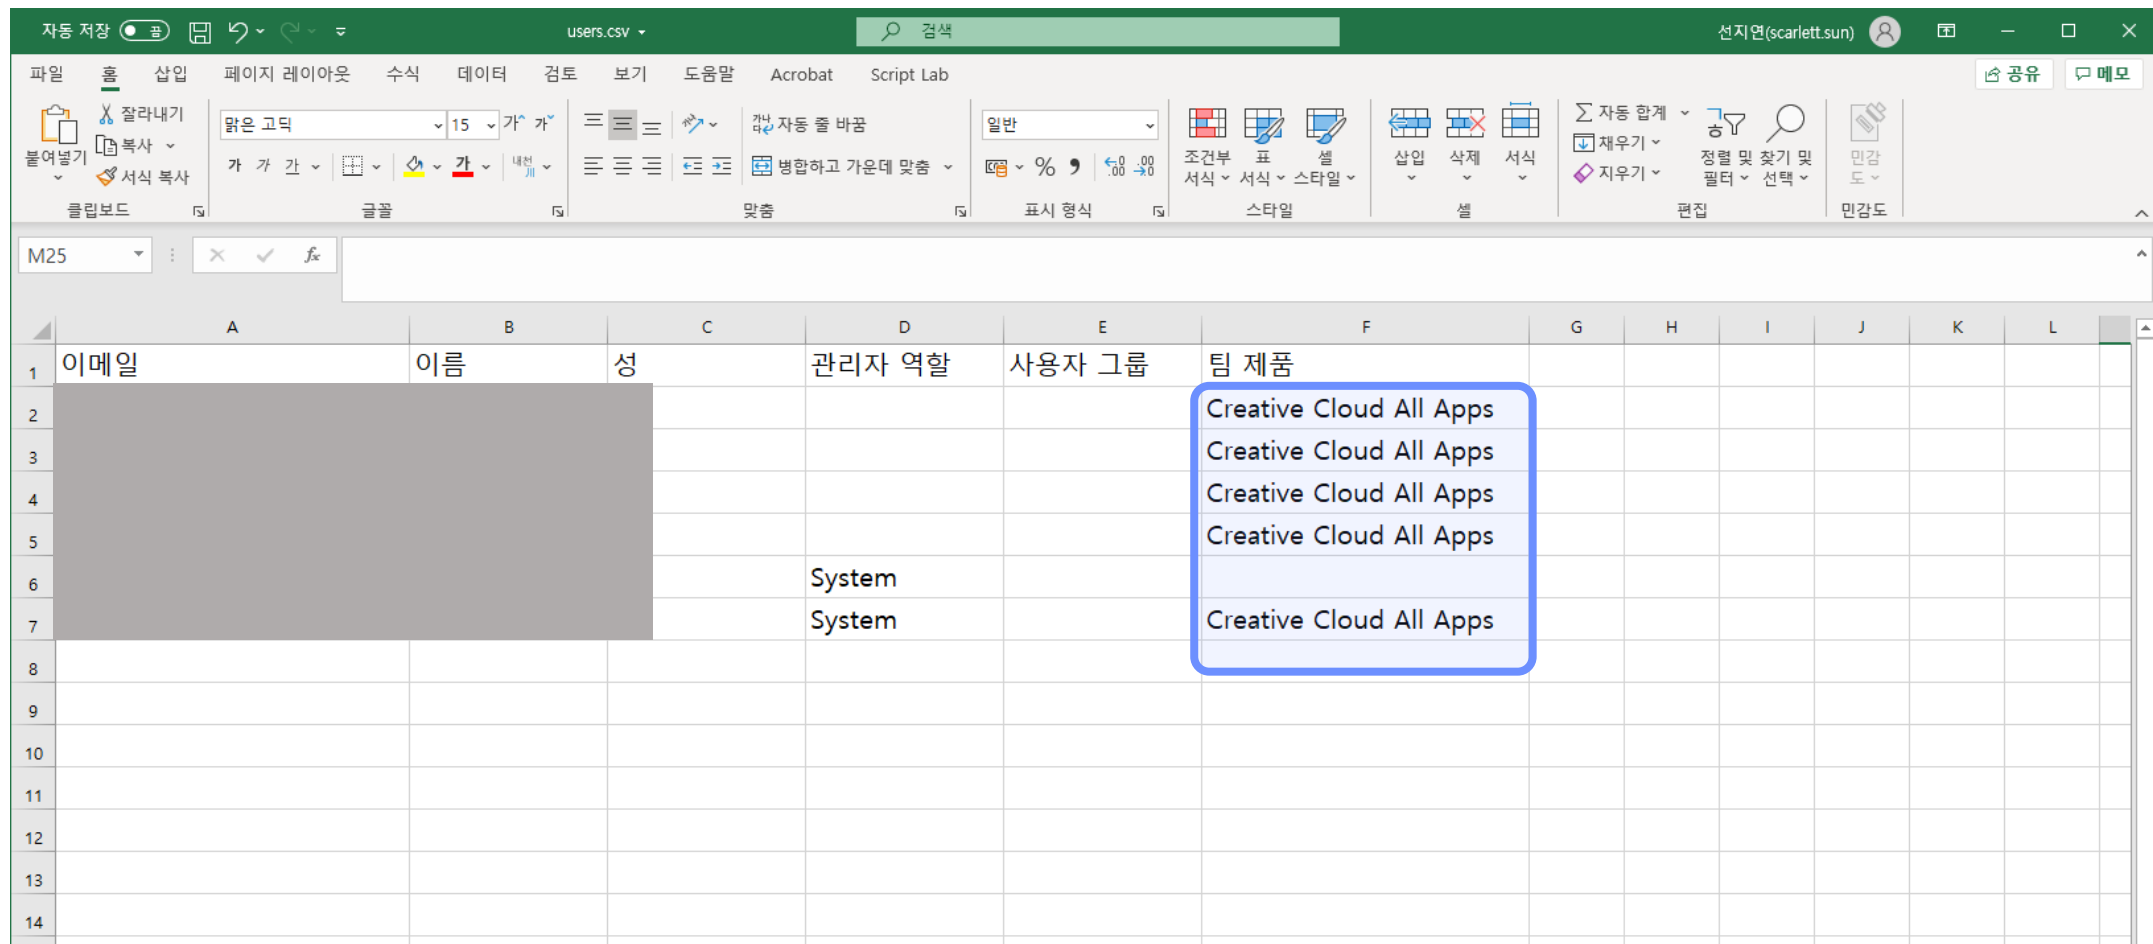 자동 저장 끔 users.csv 검색 선지연(scarlett.sun)
파일 홈 삽입 페이지 레이아웃 수식 데이터 검토 보기 도움말 Acrobat Script Lab 공유 메모
붙여넣기
잘라내기
복사
서식 복사
클립보드
맑은 고딕 15 가 가
가 가 간 가 내천
글꼴
자동 줄 바꿈
병합하고 가운데 맞춤
맞춤
일반
% 9 .00 .00
표시 형식
조건부 서식
표 서식
셀 스타일
스타일
삽입 삭제 서식
셀
자동 합계
채우기
지우기
정렬 및 필터
찾기 및 선택
편집
민감도
민감도
M25 fx
A B C D E F G H I J K L
1 이메일 이름 성 관리자 역할 사용자 그룹 팀 제품
2 Creative Cloud All Apps
3 Creative Cloud All Apps
4 Creative Cloud All Apps
5 Creative Cloud All Apps
6 System
7 System Creative Cloud All Apps
8
9
10
11
12
13
14